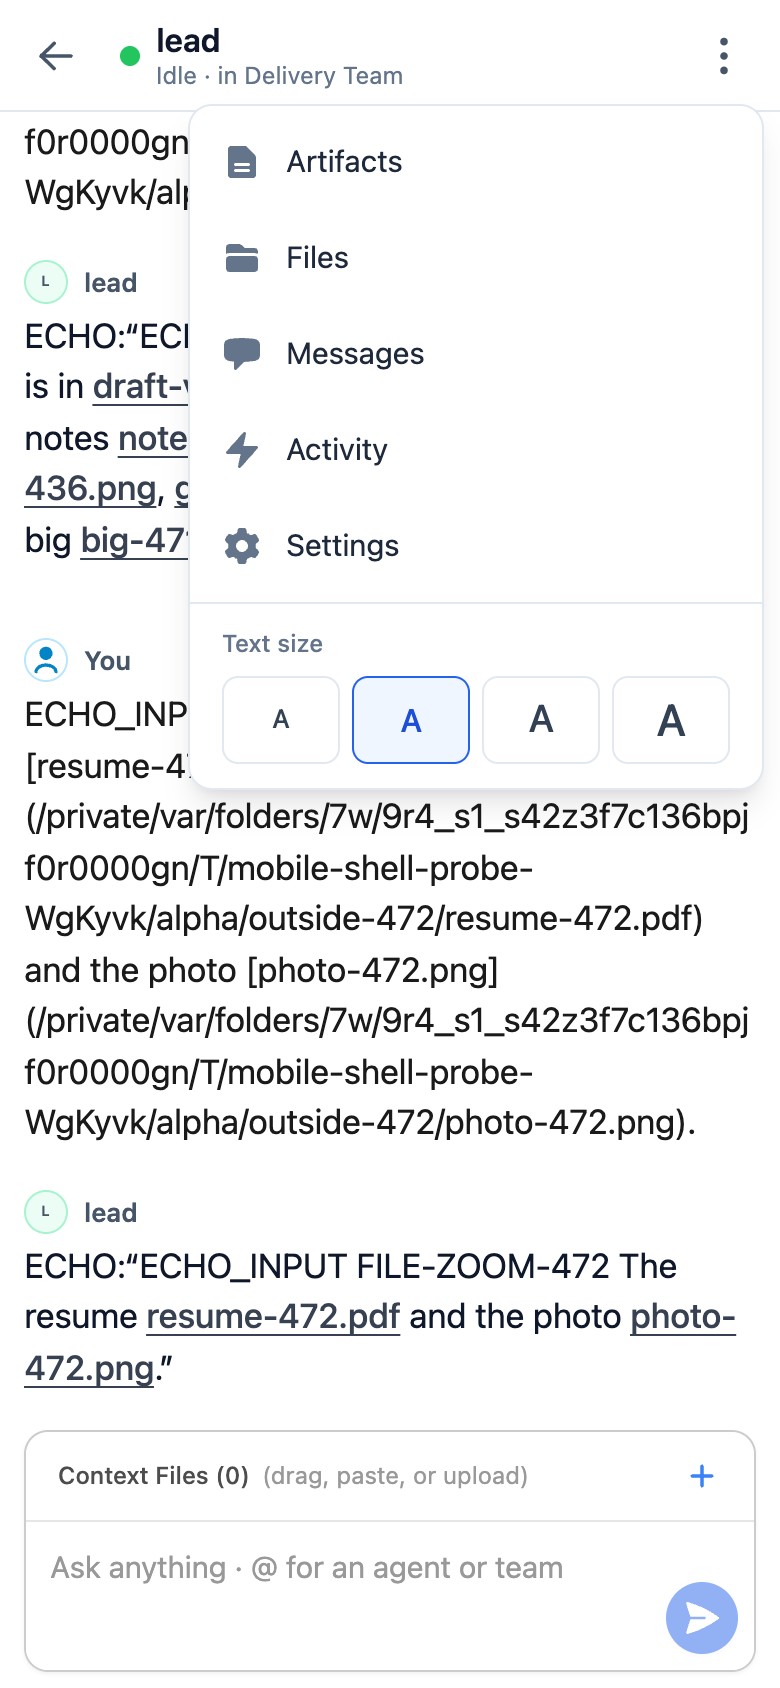 lead
Idle · in Delivery Team
f0r0000gn
WgKyvk/al
Artifacts
Files
Messages
Activity
Settings
Text size
A A A A
L lead
ECHO:“ECH
is in draft-
notes note
436.png, g
big big-47
You
ECHO_INP
[resume-47
(/private/var/folders/7w/9r4_s1_s42z3f7c136bpj
f0r0000gn/T/mobile-shell-probe-
WgKyvk/alpha/outside-472/resume-472.pdf)
and the photo [photo-472.png]
(/private/var/folders/7w/9r4_s1_s42z3f7c136bpj
f0r0000gn/T/mobile-shell-probe-
WgKyvk/alpha/outside-472/photo-472.png).
L lead
ECHO:“ECHO_INPUT FILE-ZOOM-472 The
resume resume-472.pdf and the photo photo-
472.png.”
Context Files (0) (drag, paste, or upload)
Ask anything · @ for an agent or team